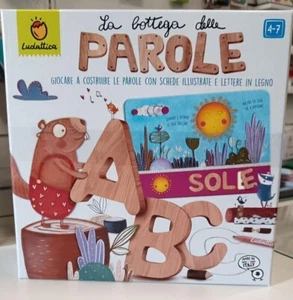 Ludattica
La bottega delle
PAROLE
4-7
GIOCARE A COSTRUIRE LE PAROLE CON SCHEDE ILLUSTRATE E LETTERE IN LEGNO
SOLE
ABC